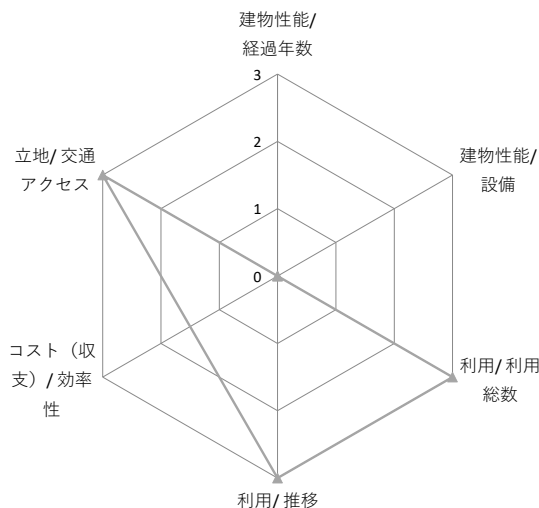 建物性能/
経過年数
3
立地/ 交通
アクセス
建物性能/
設備
2
1
0
コスト（収
支）/ 効率
性
利用/ 利用
総数
利用/ 推移